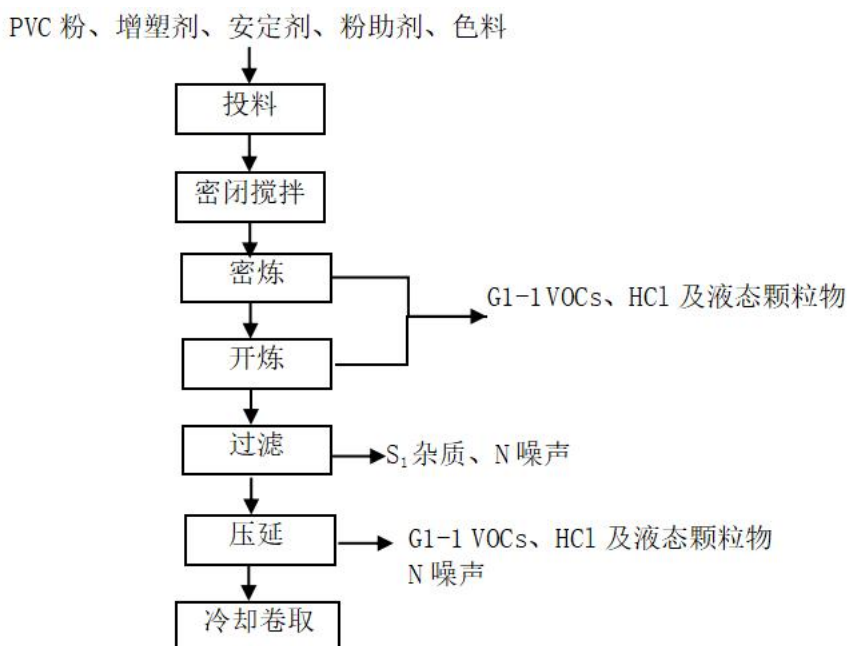 PVC 粉、增塑剂、安定剂、粉助剂、色料
投料
密闭搅拌
密炼
G1-1VOCs、HCl 及液态颗粒物
开炼
过滤
S₁杂质、N 噪声
压延
G1-1 VOCs、HCl 及液态颗粒物
N 噪声
冷却卷取